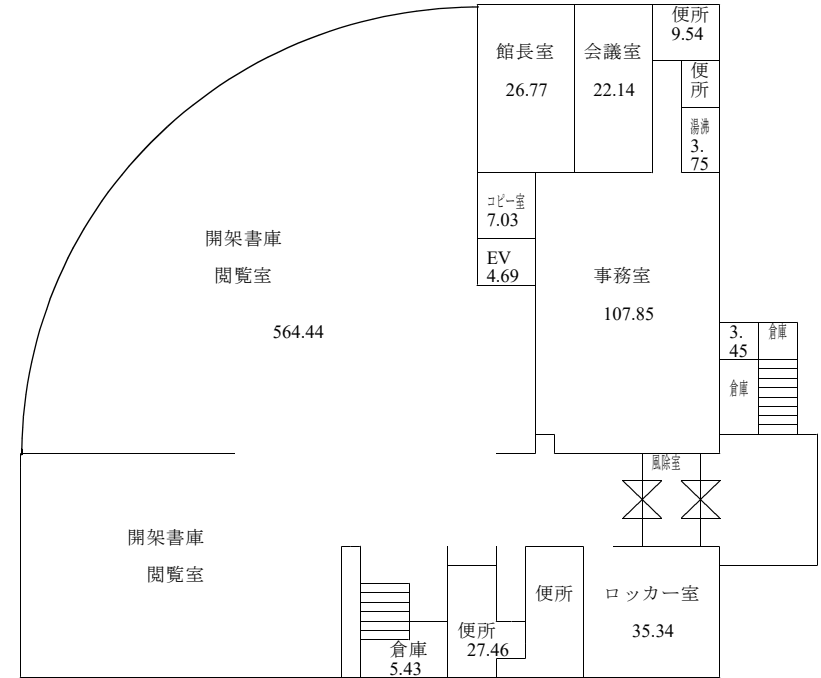 便所
9.54
館長室
26.77
会議室
22.14
便
所
湯沸
3.
75
コピー室
7.03
EV
4.69
開架書庫
閲覧室
564.44
事務室
107.85
3.
45
倉庫
倉庫
風除室
開架書庫
閲覧室
便所
ロッカー室
35.34
便所
27.46
倉庫
5.43